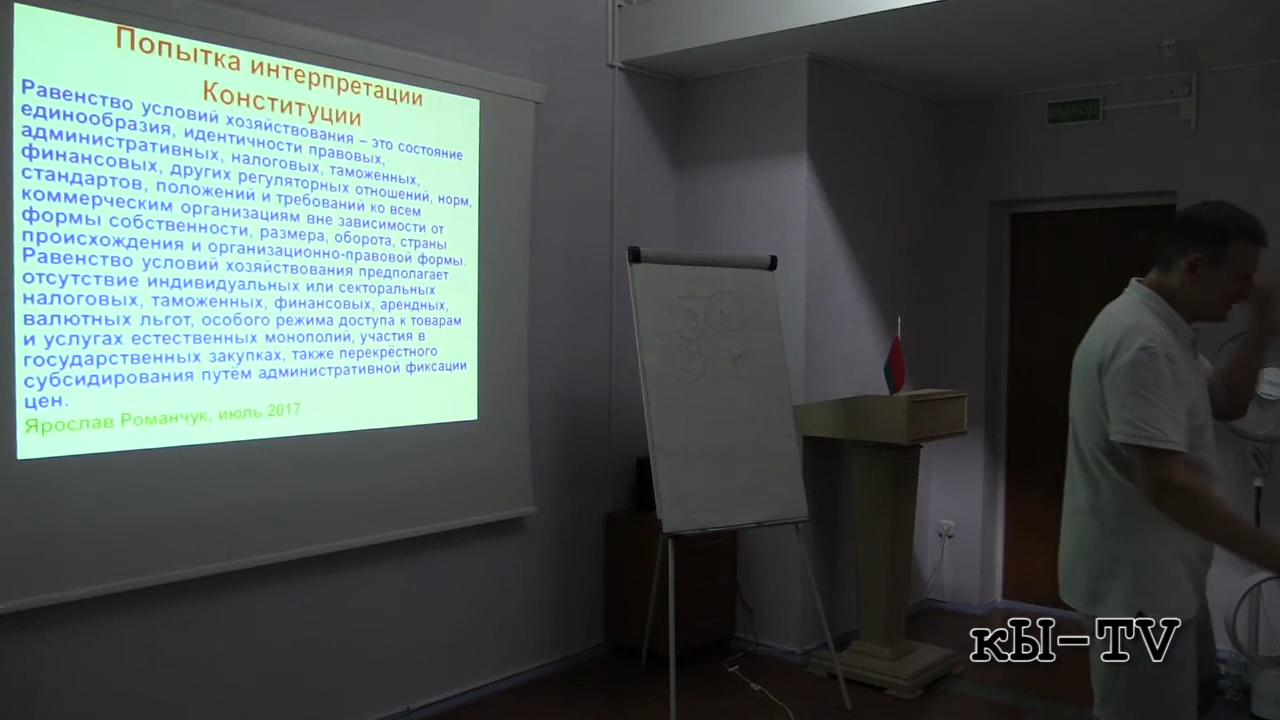 Попытка интерпретации
Конституции
Равенство условий хозяйствования – это состояние
единообразия, идентичности правовых,
административных, налоговых, таможенных,
финансовых, других регуляторных отношений, норм,
стандартов, положений и требований ко всем
коммерческим организациям вне зависимости от
формы собственности, размера, оборота, страны
происхождения и организационно-правовой формы.
Равенство условий хозяйствования предполагает
отсутствие индивидуальных или секторальных
налоговых, таможенных, финансовых, арендных,
валютных льгот, особого режима доступа к товарам
и услугах естественных монополий, участия в
государственных закупках, также перекрёстного
субсидирования путём административной фиксации
цен.
Ярослав Романчук, июль 2017
ВЫХОД
кЫ-TV